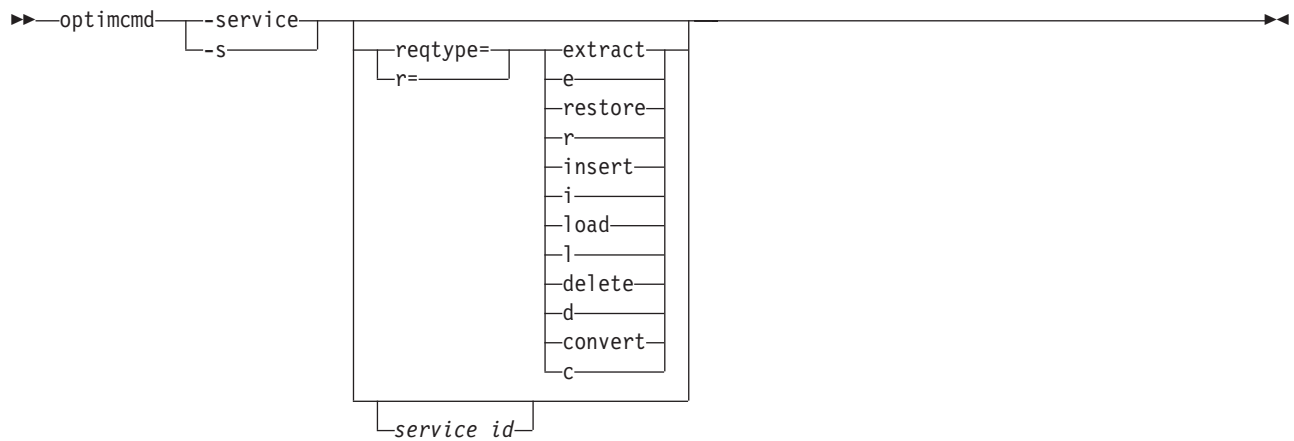 optimcmd -service
-s
reqtype= extract
r= e
restore
r
insert
i
load
l
delete
d
convert
c
service id